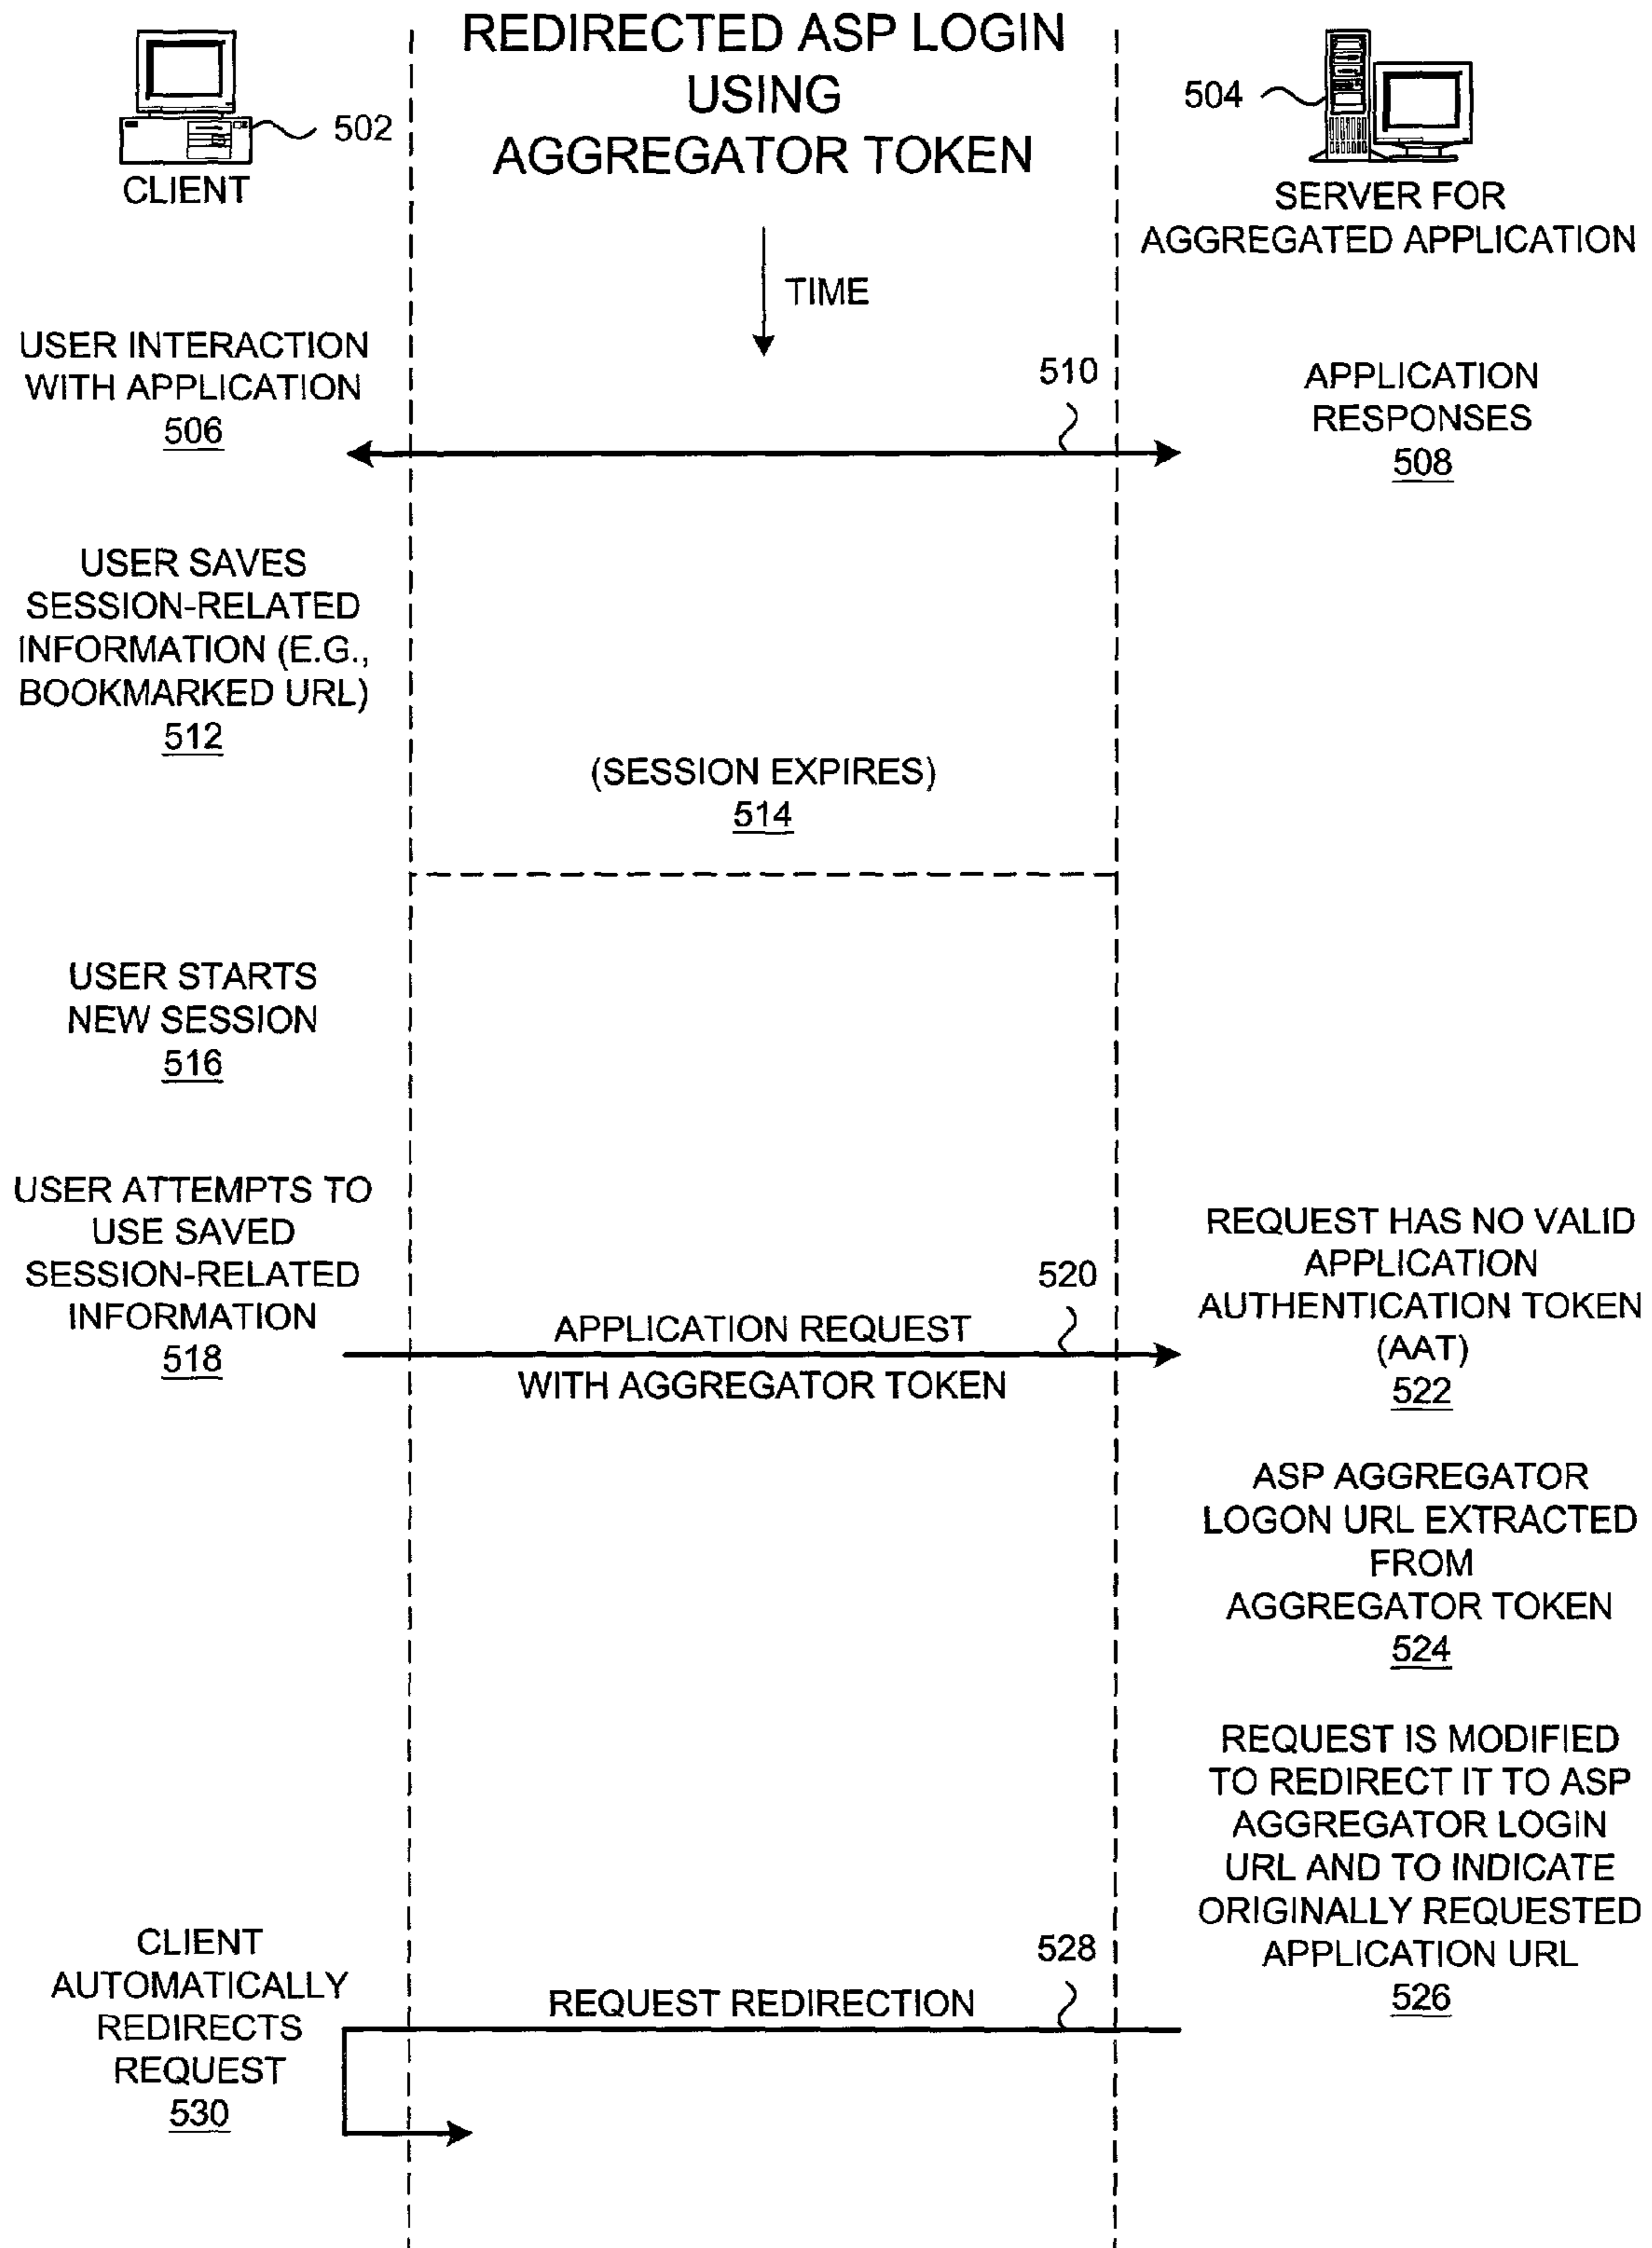 REDIRECTED ASP LOGIN
USING
AGGREGATOR TOKEN
502
CLIENT
504
SERVER FOR
AGGREGATED APPLICATION
TIME
USER INTERACTION
WITH APPLICATION
506
510
APPLICATION
RESPONSES
508
USER SAVES
SESSION-RELATED
INFORMATION (E.G.,
BOOKMARKED URL)
512
(SESSION EXPIRES)
514
USER STARTS
NEW SESSION
516
USER ATTEMPTS TO
USE SAVED
SESSION-RELATED
INFORMATION
518
520
APPLICATION REQUEST
WITH AGGREGATOR TOKEN
REQUEST HAS NO VALID
APPLICATION
AUTHENTICATION TOKEN
(AAT)
522
ASP AGGREGATOR
LOGON URL EXTRACTED
FROM
AGGREGATOR TOKEN
524
REQUEST IS MODIFIED
TO REDIRECT IT TO ASP
AGGREGATOR LOGIN
URL AND TO INDICATE
ORIGINALLY REQUESTED
APPLICATION URL
526
528
REQUEST REDIRECTION
CLIENT
AUTOMATICALLY
REDIRECTS
REQUEST
530